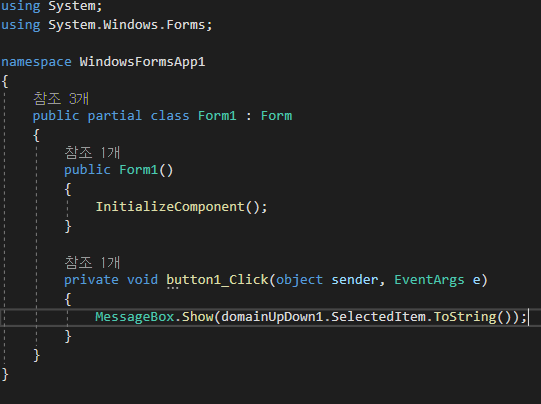 using System;
using System.Windows.Forms;
namespace WindowsFormsApp1
{
참조 3개
public partial class Form1 : Form
{
참조 1개
public Form1()
{
InitializeComponent();
}
참조 1개
private void button1_Click(object sender, EventArgs e)
{
MessageBox.Show(domainUpDown1.SelectedItem.ToString());
}
}
}